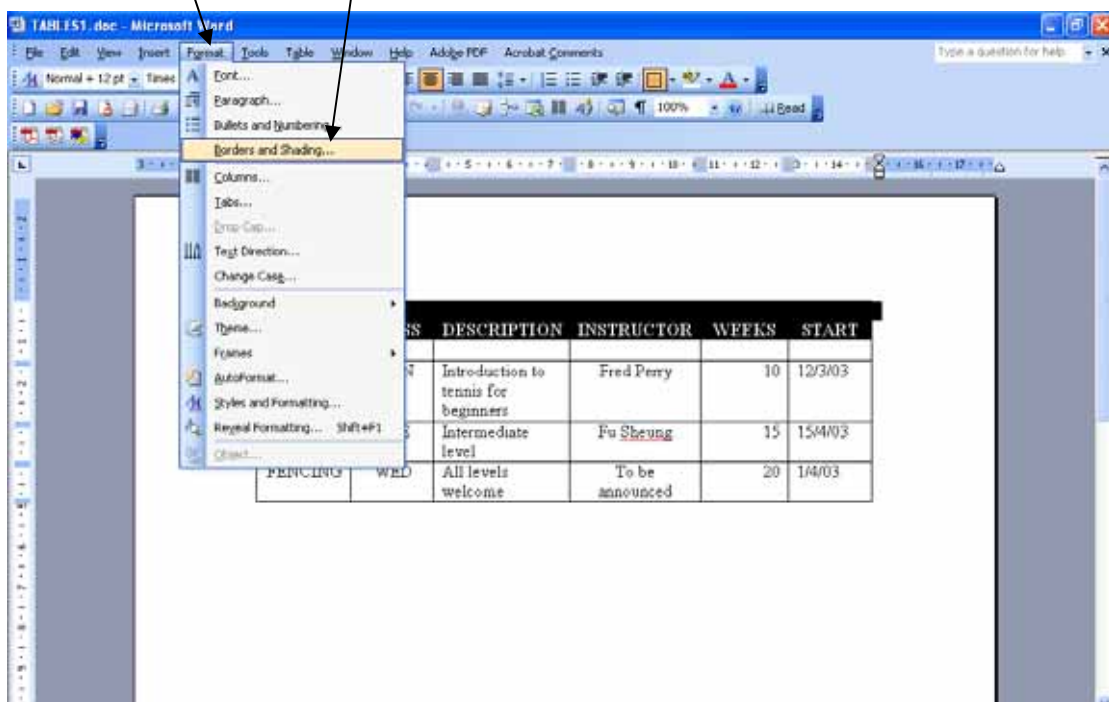 TABLES1.doc - Microsoft Word
File Edit View Insert Format Tools Table Window Help Adobe PDF Acrobat Comments Type a question for help
Normal + 12 pt Times
100% Read
Font...
Paragraph...
Bullets and Numbering...
Borders and Shading...
Columns...
Tabs...
Drop Cap...
Text Direction...
Change Case...
Background
Theme...
Frames
AutoFormat...
Styles and Formatting...
Reveal Formatting... Shift+F1
Object...
SS DESCRIPTION INSTRUCTOR WEEKS START
N Introduction to Fred Perry 10 12/3/03
tennis for
beginners
Intermediate Fu Sheung 15 15/4/03
level
FENCING WED All levels To be 20 1/4/03
welcome announced